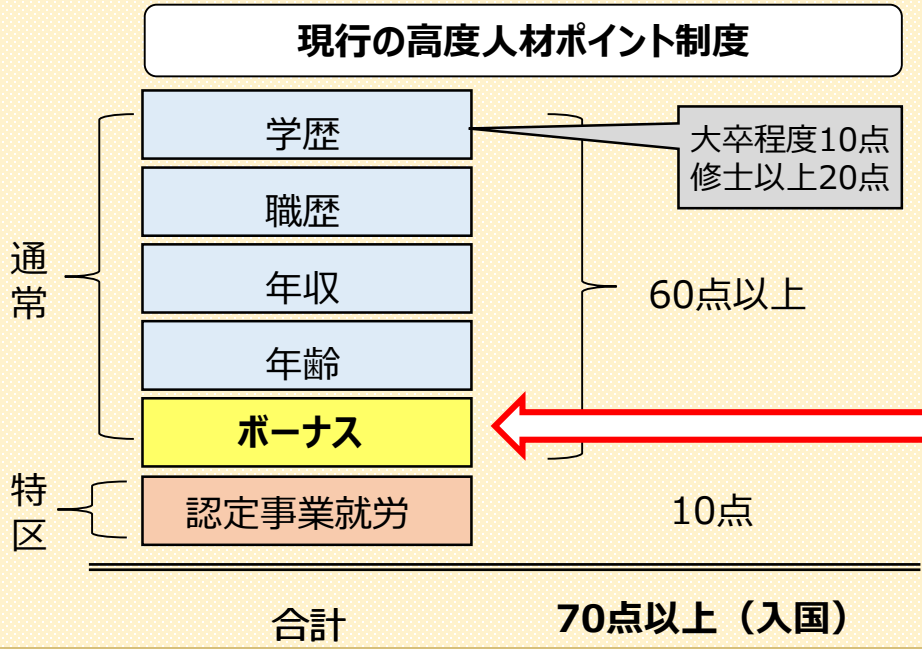 現行の高度人材ポイント制度
学歴
大卒程度10点
修士以上20点
職歴
通常
年収
60点以上
年齢
ボーナス
特区
認定事業就労
10点
合計
70点以上（入国）